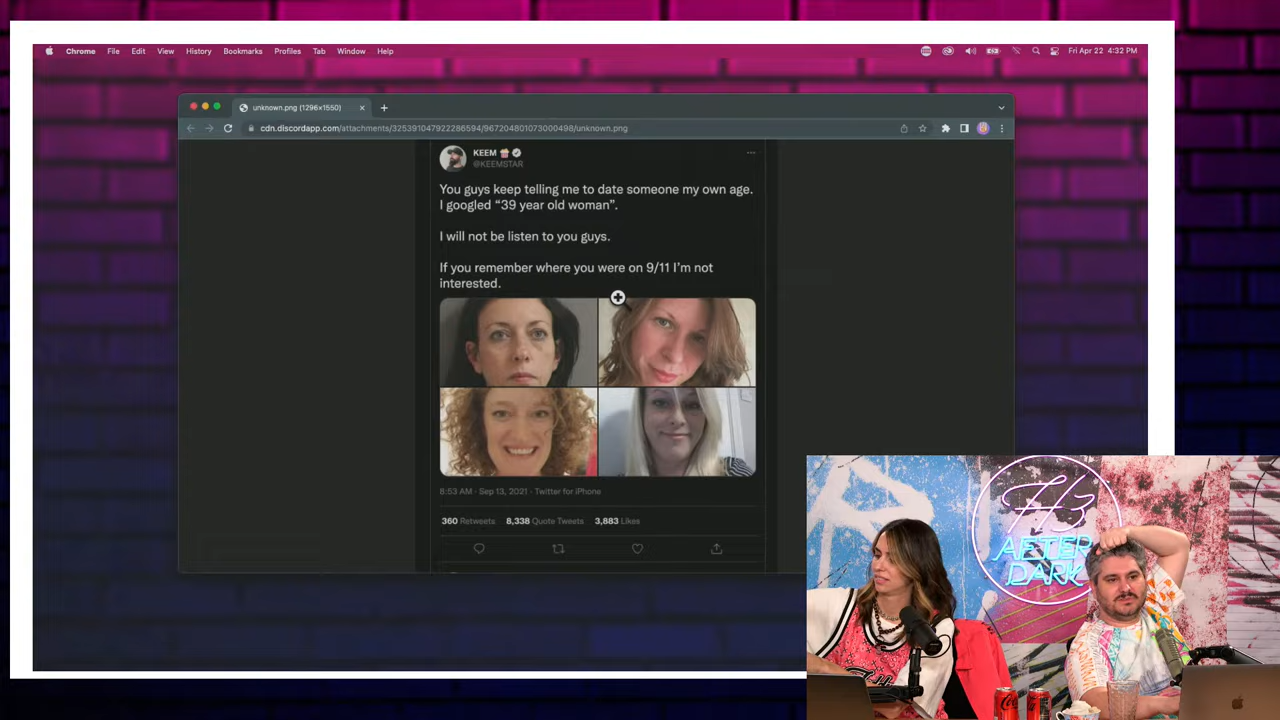 Chrome File Edit View History Bookmarks Profiles Tab Window Help
Fri Apr 22 4:32 PM
unknown.png (1296×1550)
cdn.discordapp.com/attachments/325391047922286594/967204801073000498/unknown.png
KEEM
@KEEMSTAR
You guys keep telling me to date someone my own age.
I googled “39 year old woman”.
I will not be listen to you guys.
If you remember where you were on 9/11 I’m not
interested.
8:53 AM · Sep 13, 2021 · Twitter for iPhone
360 Retweets 8,338 Quote Tweets 3,883 Likes
H3
AFTER
DARK